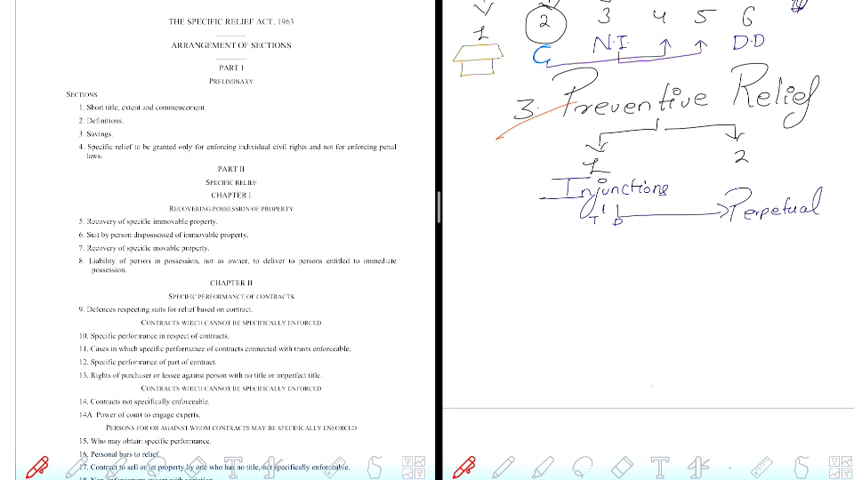 THE SPECIFIC RELIEF ACT, 1963
ARRANGEMENT OF SECTIONS
PART I
PRELIMINARY
SECTIONS
1. Short title, extent and commencement.
2. Definitions.
3. Savings.
4. Specific relief to be granted only for enforcing individual civil rights and not for enforcing penal
laws.
PART II
SPECIFIC RELIEF
CHAPTER I
RECOVERING POSSESSION OF PROPERTY
5. Recovery of specific immovable property.
6. Suit by person dispossessed of immovable property.
7. Recovery of specific movable property.
8. Liability of person in possession, not as owner, to deliver to persons entitled to immediate
possession.
CHAPTER II
SPECIFIC PERFORMANCE OF CONTRACTS
9. Defences respecting suits for relief based on contract.
CONTRACTS WHICH CANNOT BE SPECIFICALLY ENFORCED
10. Specific performance in respect of contracts.
11. Cases in which specific performance of contracts connected with trusts enforceable.
12. Specific performance of part of contract.
13. Rights of purchaser or lessee against person with no title or imperfect title.
CONTRACTS WHICH CANNOT BE SPECIFICALLY ENFORCED
14. Contracts not specifically enforceable.
14A Power of court to engage experts.
PERSONS FOR OR AGAINST WHOM CONTRACTS MAY BE SPECIFICALLY ENFORCED
15. Who may obtain specific performance.
16. Personal bars to relief.
17. Contract to sell or let property by one who has no title, not specifically enforceable.
1 2 3 4 5 6
C N.I. D.D
3. Preventive Relief
1 2
Injunctions
T P Perpetual